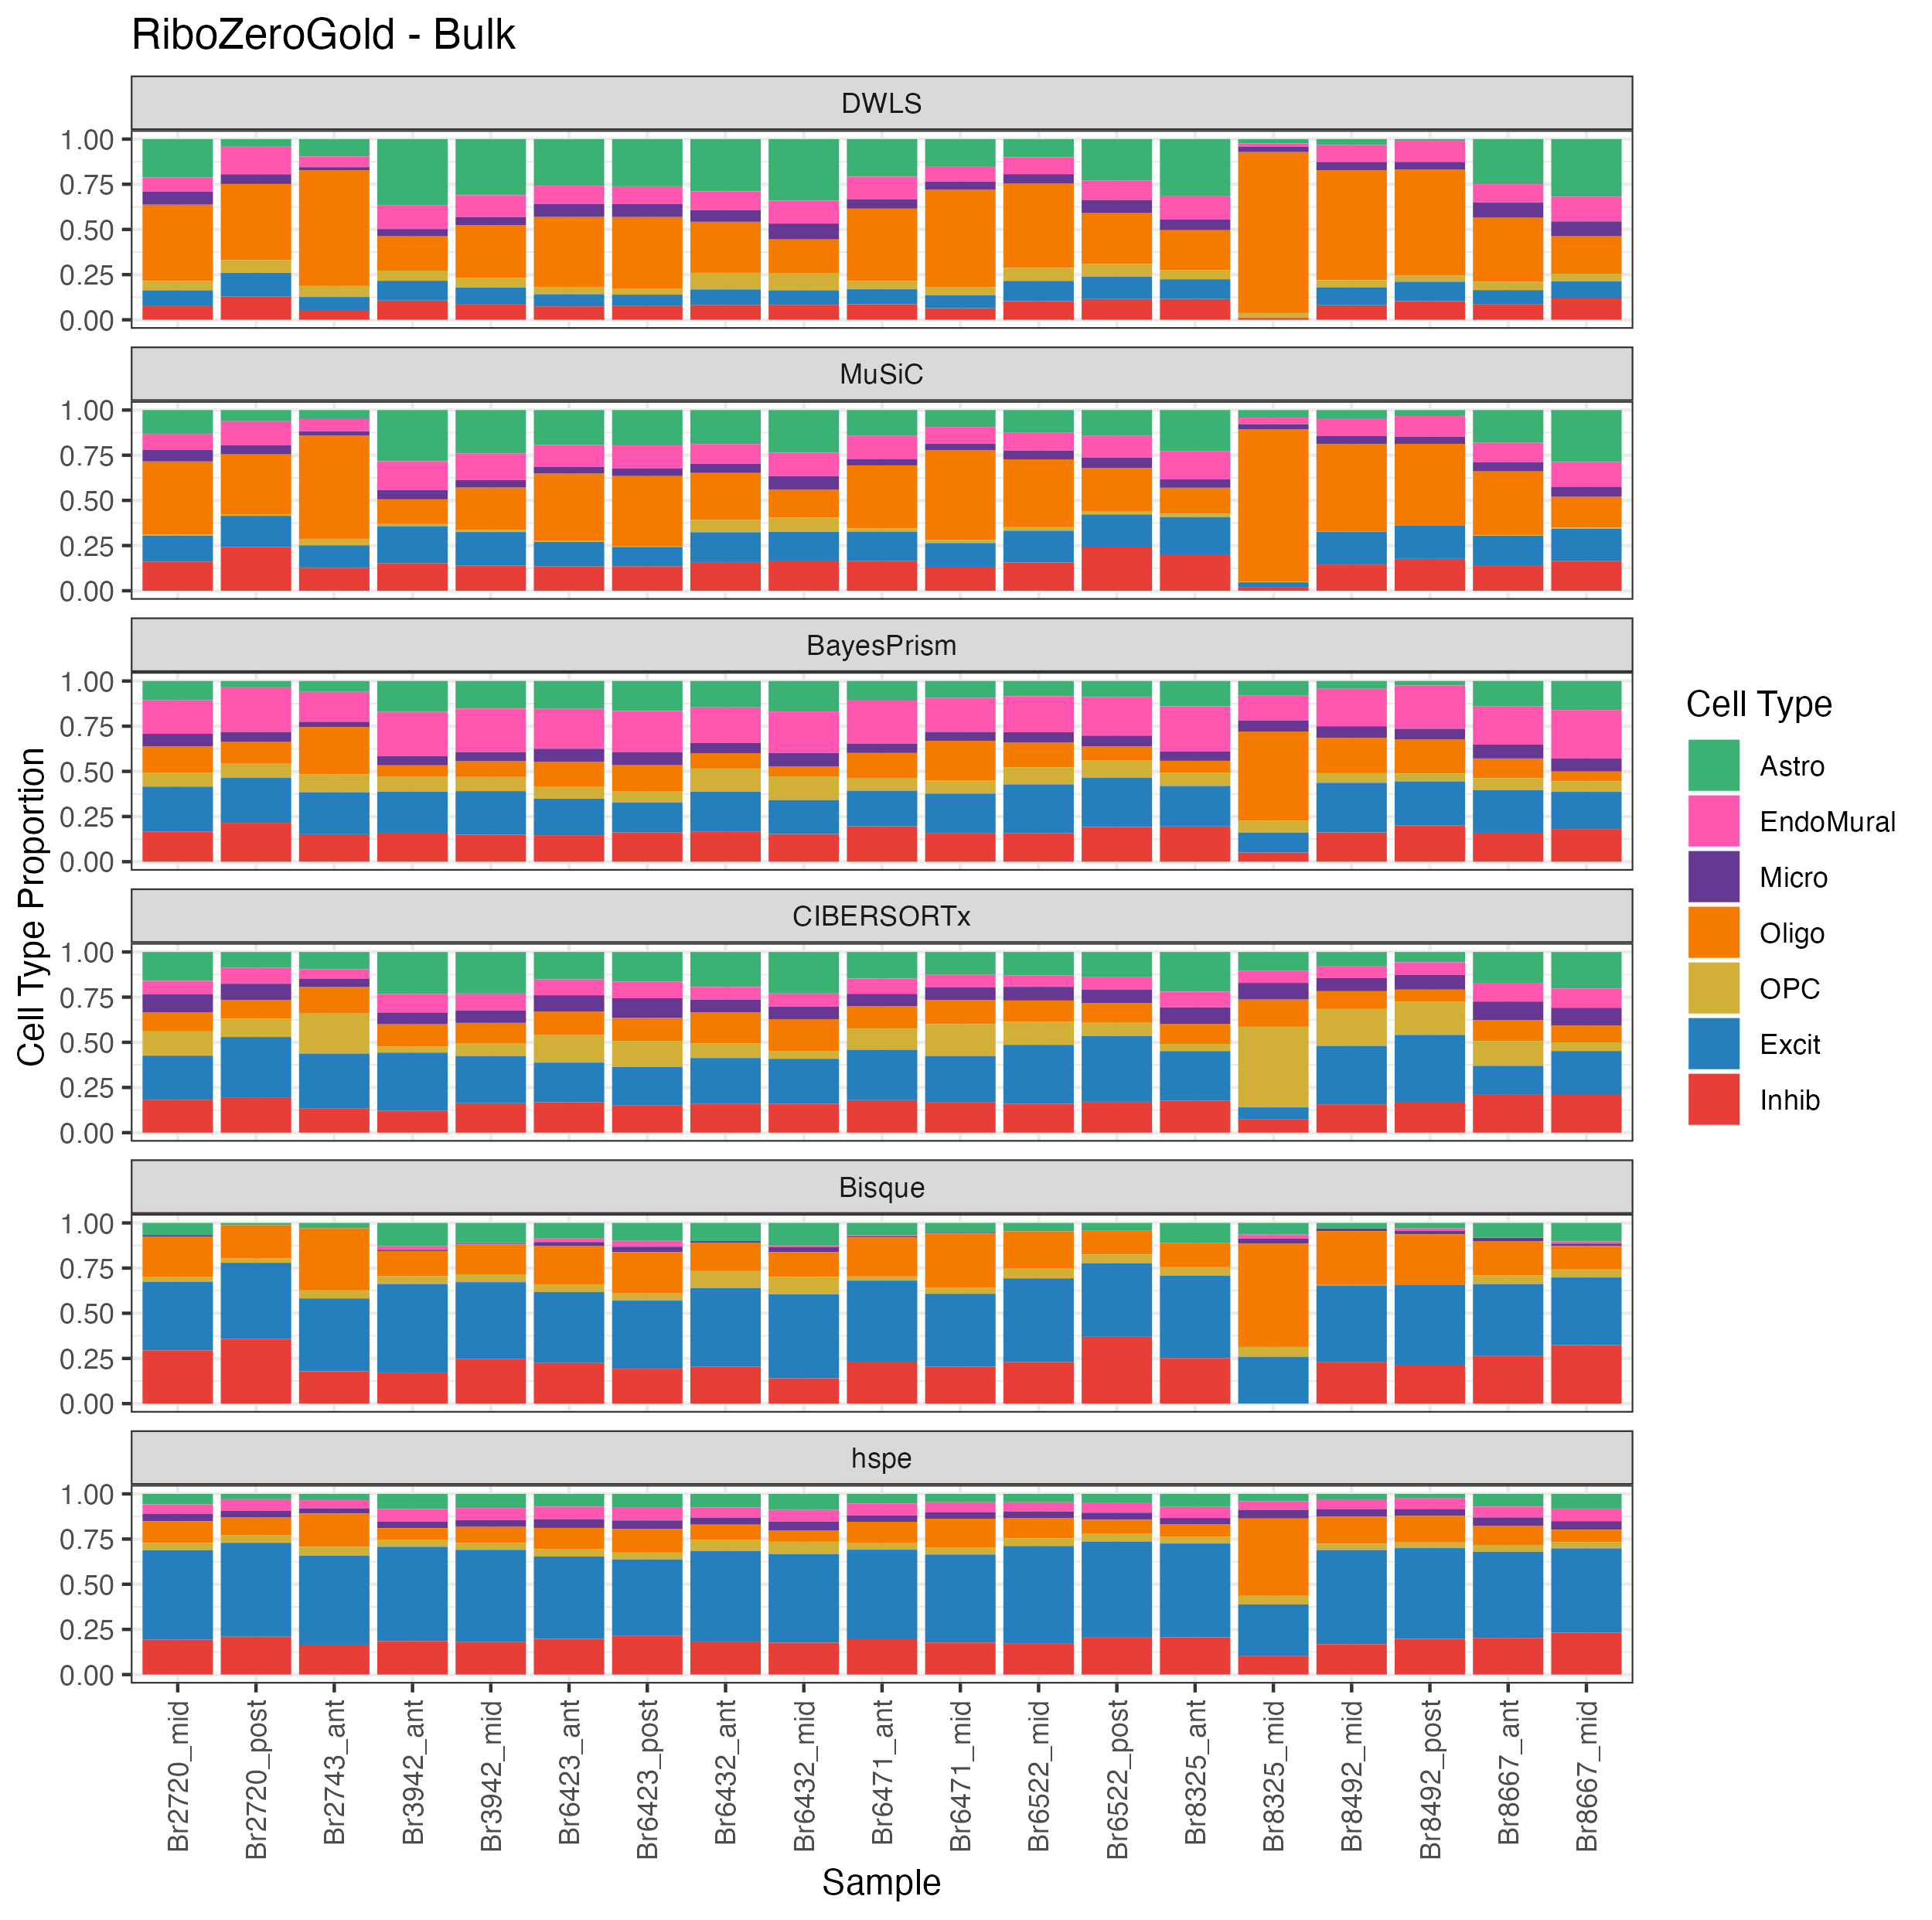 RiboZeroGold - Bulk
DWLS
1.00
0.75
0.50
0.25
0.00
MuSiC
1.00
0.75
0.50
0.25
0.00
BayesPrism
1.00
0.75
0.50
0.25
0.00
CIBERSORTx
1.00
0.75
0.50
0.25
0.00
Bisque
1.00
0.75
0.50
0.25
0.00
hspe
1.00
0.75
0.50
0.25
0.00
Cell Type Proportion
Br2720_mid
Br2720_post
Br2743_ant
Br3942_ant
Br3942_mid
Br6423_ant
Br6423_post
Br6432_ant
Br6432_mid
Br6471_ant
Br6471_mid
Br6522_mid
Br6522_post
Br8325_ant
Br8325_mid
Br8492_mid
Br8492_post
Br8667_ant
Br8667_mid
Sample
Cell Type
Astro
EndoMural
Micro
Oligo
OPC
Excit
Inhib